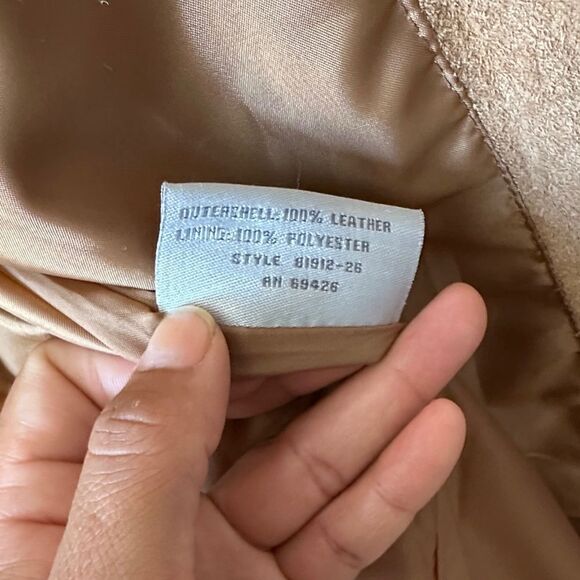 OUTERSHELL: 100% LEATHER
LINING: 100% POLYESTER
STYLE 81912-26
RN 69426